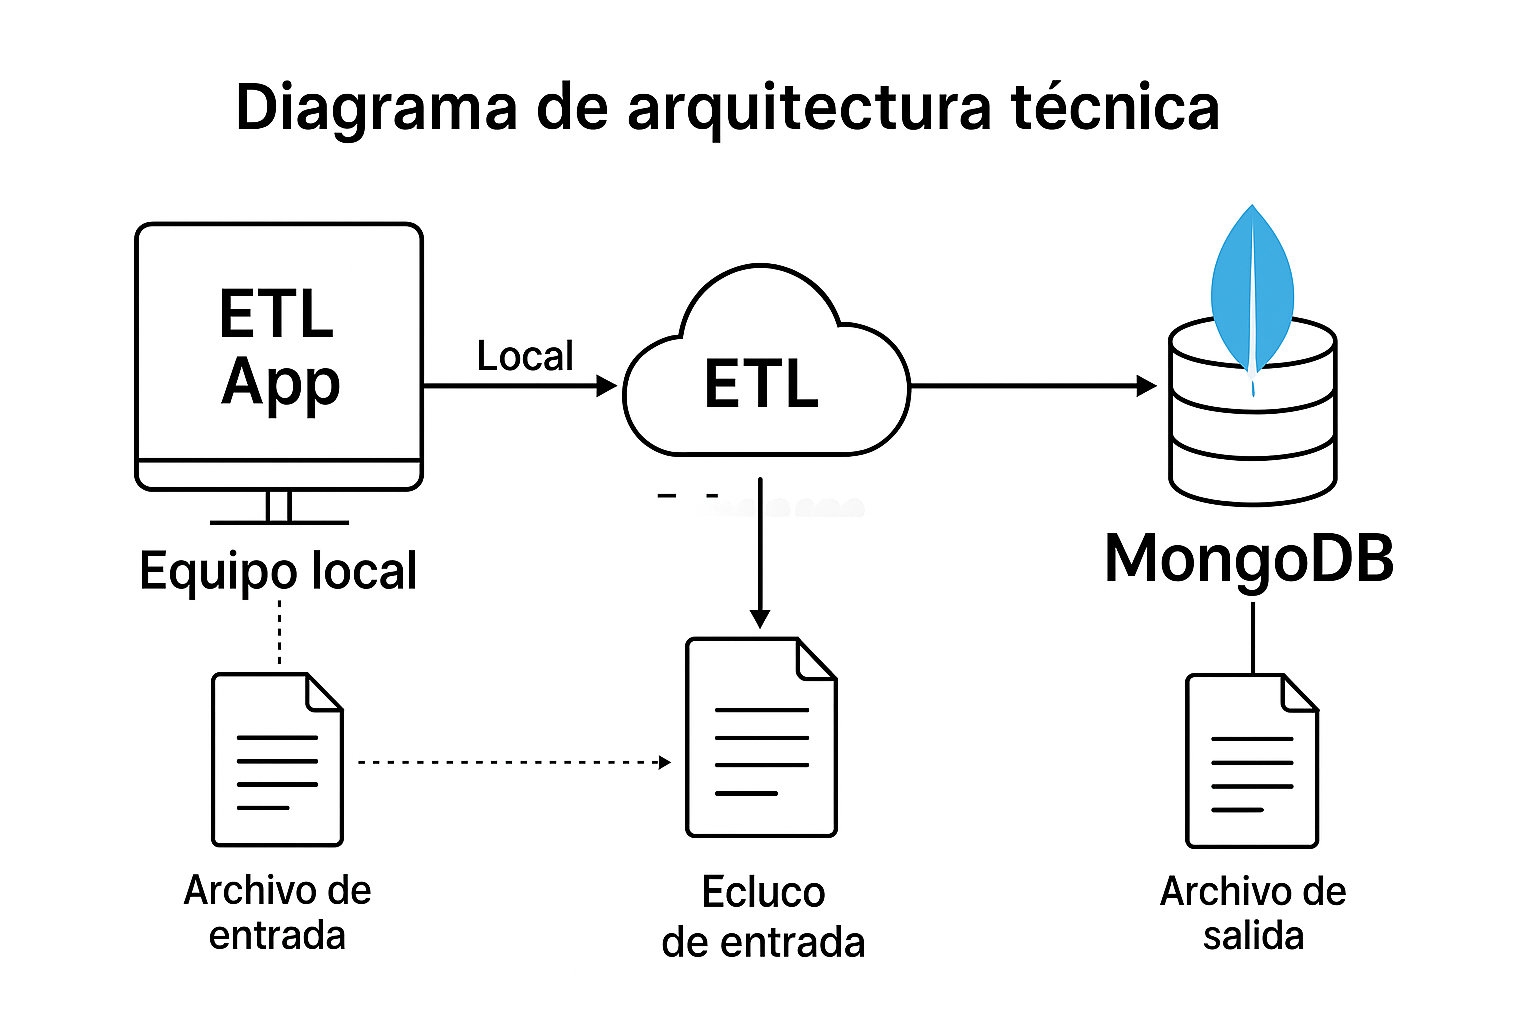 Diagrama de arquitectura técnica
ETL
App
Local
ETL
Equipo local
MongoDB
Archivo de
entrada
Ecluco
de entrada
Archivo de
salida